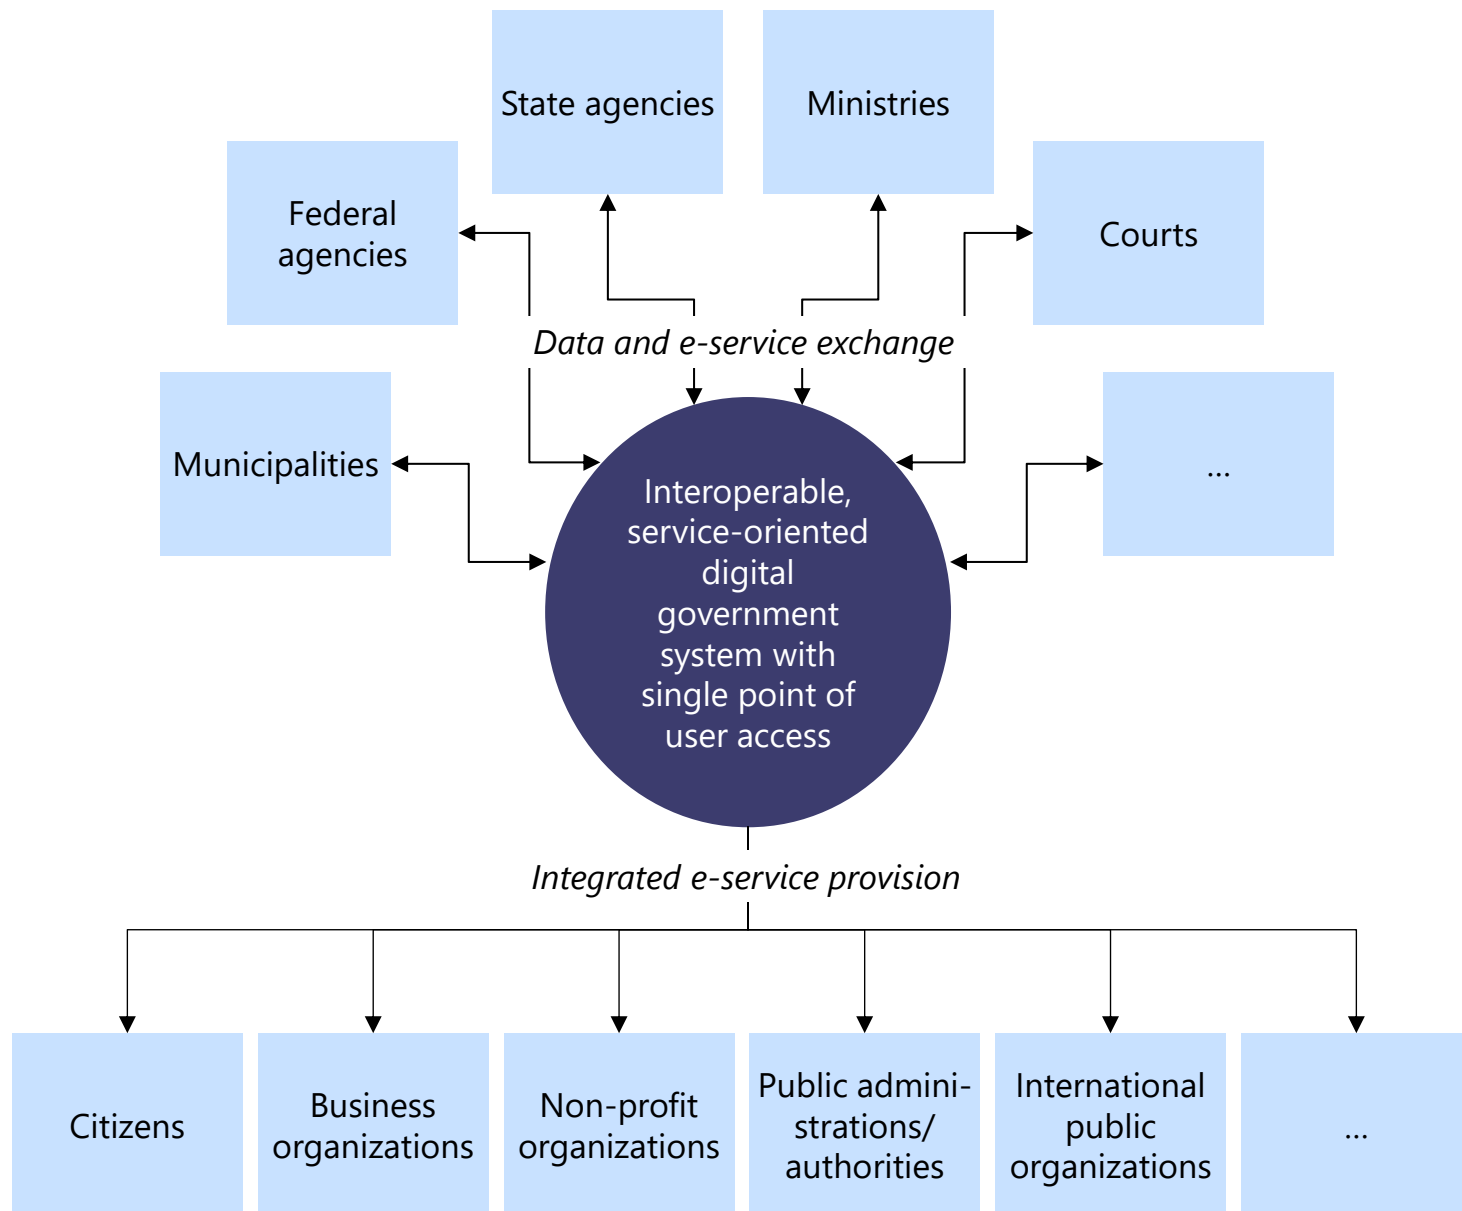 State agencies
Ministries
Federal
agencies
Courts
Data and e-service exchange
Municipalities
...
Interoperable,
service-oriented
digital
government
system with
single point of
user access
Integrated e-service provision
Citizens
Business
organizations
Non-profit
organizations
Public admini-
strations/
authorities
International
public
organizations
...